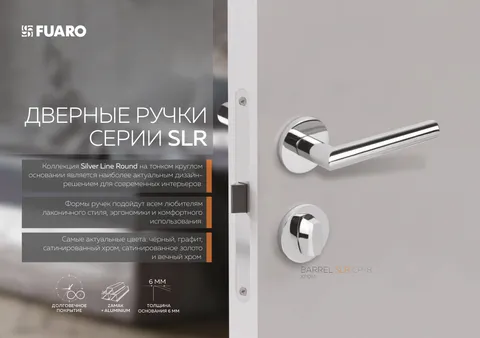 FUARO
ДВЕРНЫЕ РУЧКИ
СЕРИИ SLR
Коллекция Silver Line Round на тонком круглом
основании является наиболее актуальным дизайн-
решением для современных интерьеров
Формы ручек подойдут всем любителям
лаконичного стиля, эргономики и комфортного
использования
Самые актуальные цвета: черный, графит,
сатинированный хром, сатинированное золото
и вечный хром
6 ММ
ДОЛГОВЕЧНОЕ
ПОКРЫТИЕ
ZAMAK
+ ALUMINIUM
ТОЛЩИНА
ОСНОВАНИЯ 6 ММ
BARREL SLR